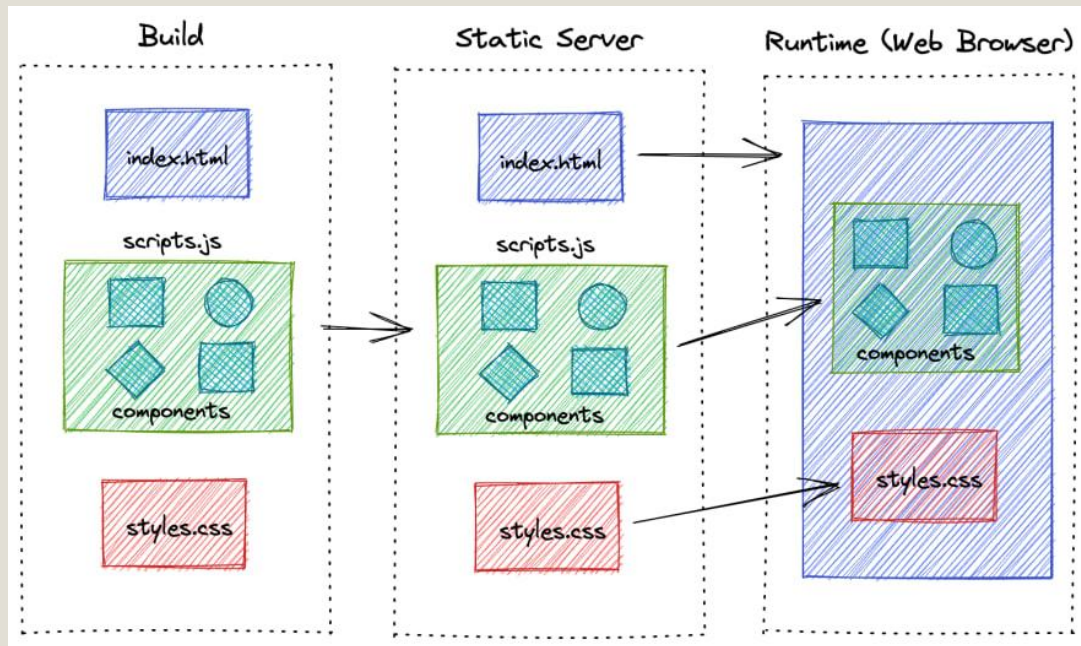 Build
index.html
scripts.js
components
styles.css
Static Server
index.html
scripts.js
components
styles.css
Runtime (Web Browser)
components
styles.css